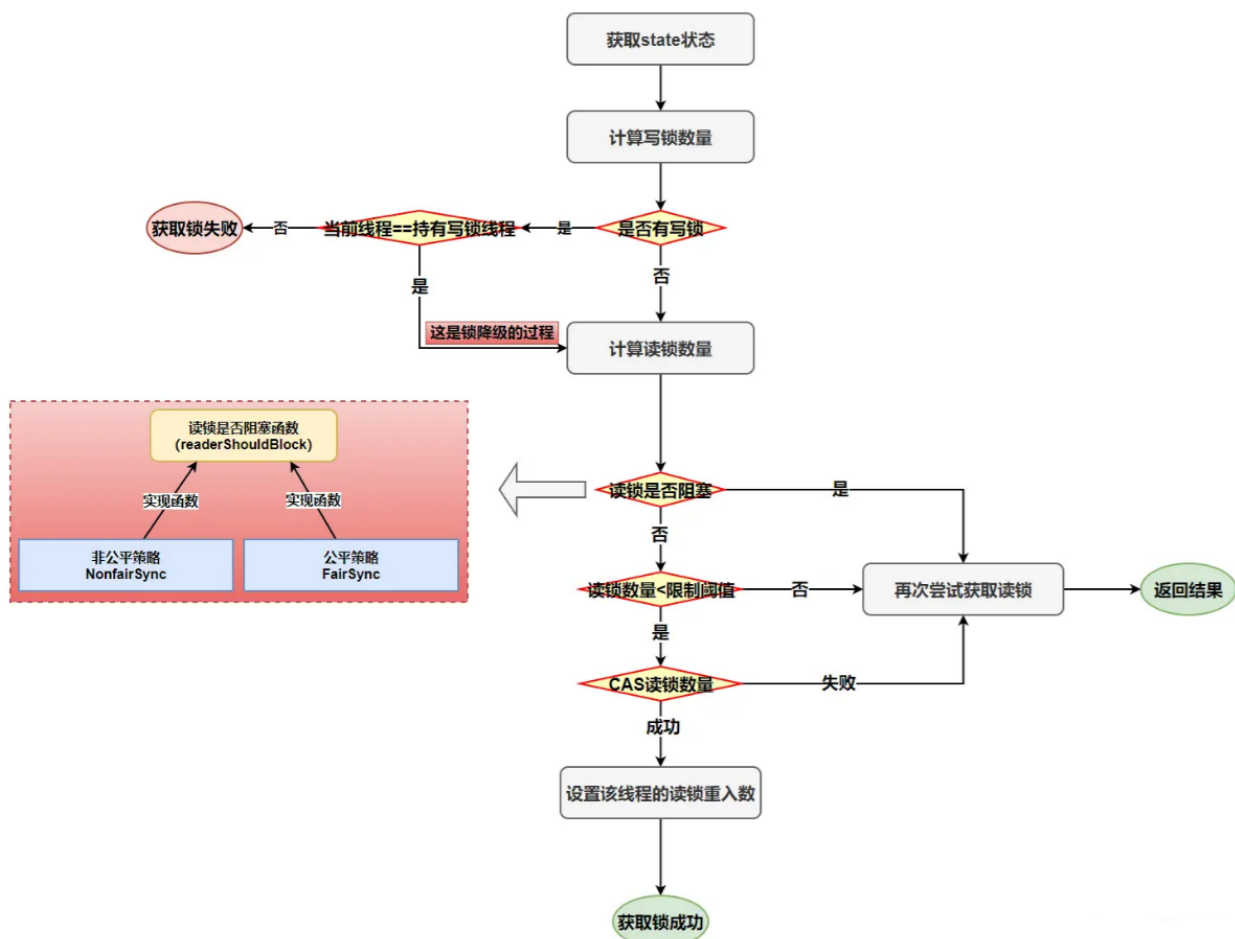 获取state状态
计算写锁数量
获取锁失败
否
当前线程==持有写锁线程
是
是否有写锁
是
否
这是锁降级的过程
计算读锁数量
读锁是否阻塞函数
(readerShouldBlock)
实现函数
实现函数
非公平策略
NonfairSync
公平策略
FairSync
读锁是否阻塞
是
否
读锁数量<限制阈值
否
再次尝试获取读锁
返回结果
是
CAS读锁数量
失败
成功
设置该线程的读锁重入数
获取锁成功